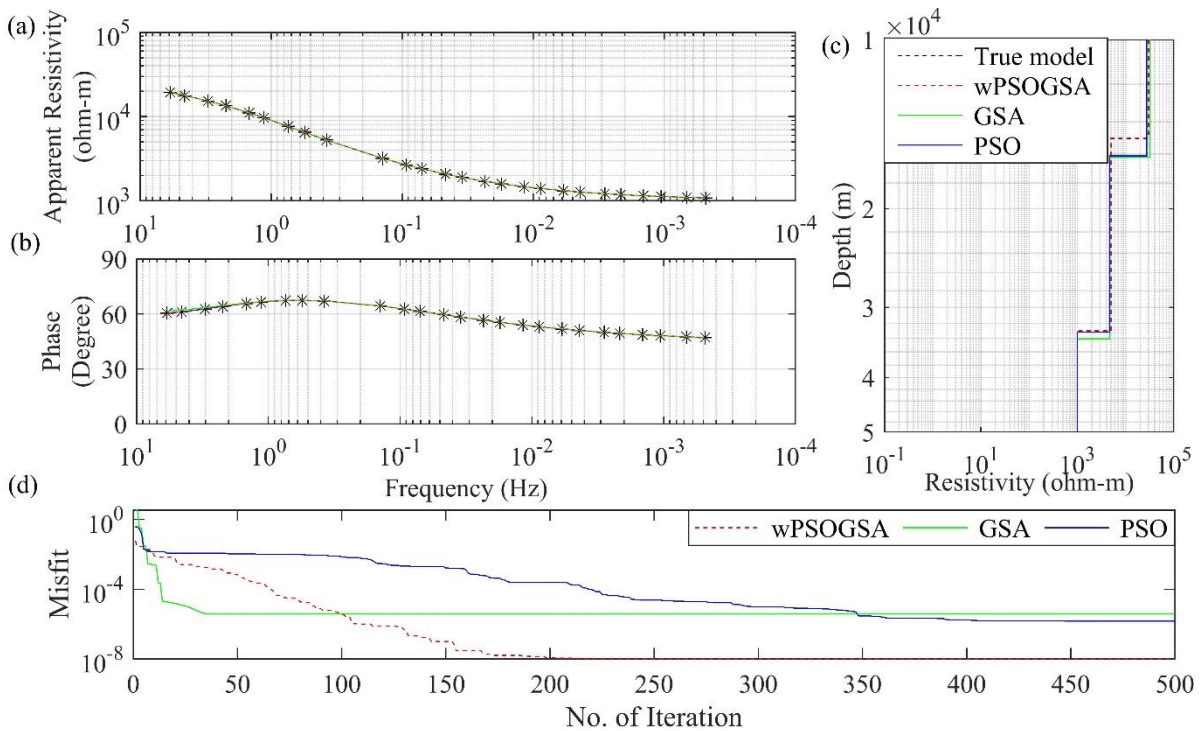 (a)
Apparent Resistivity
(ohm-m)
10^5
10^4
10^3
10^1 10^0 10^-1 10^-2 10^-3 10^-4
(b)
Phase
(Degree)
90
60
30
0
10^1 10^0 10^-1 10^-2 10^-3 10^-4
Frequency (Hz)
(c)
× 10^4
True model
wPSOGSA
GSA
PSO
Depth (m)
1
2
3
4
5
10^-1 10^1 10^3 10^5
Resistivity (ohm-m)
(d)
Misfit
10^0
10^-4
10^-8
wPSOGSA GSA PSO
0 50 100 150 200 250 300 350 400 450 500
No. of Iteration